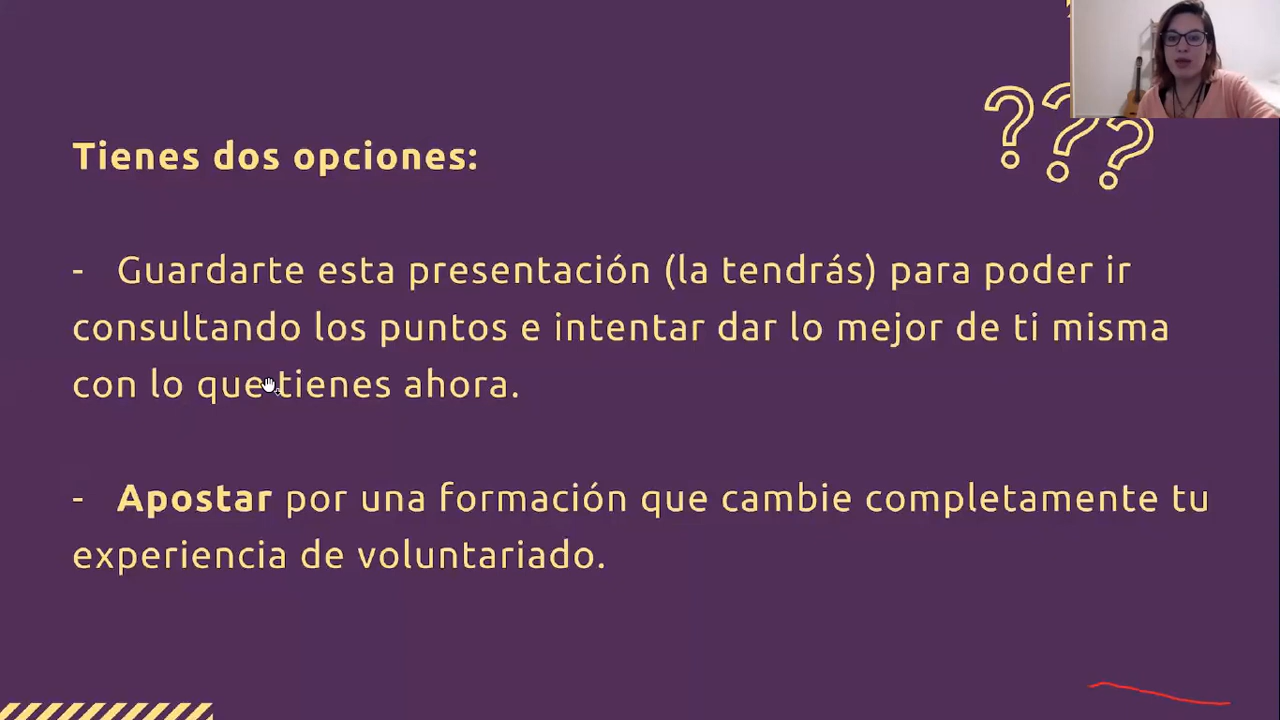 ???
Tienes dos opciones:
- Guardarte esta presentación (la tendrás) para poder ir
consultando los puntos e intentar dar lo mejor de ti misma
con lo que tienes ahora.
- Apostar por una formación que cambie completamente tu
experiencia de voluntariado.